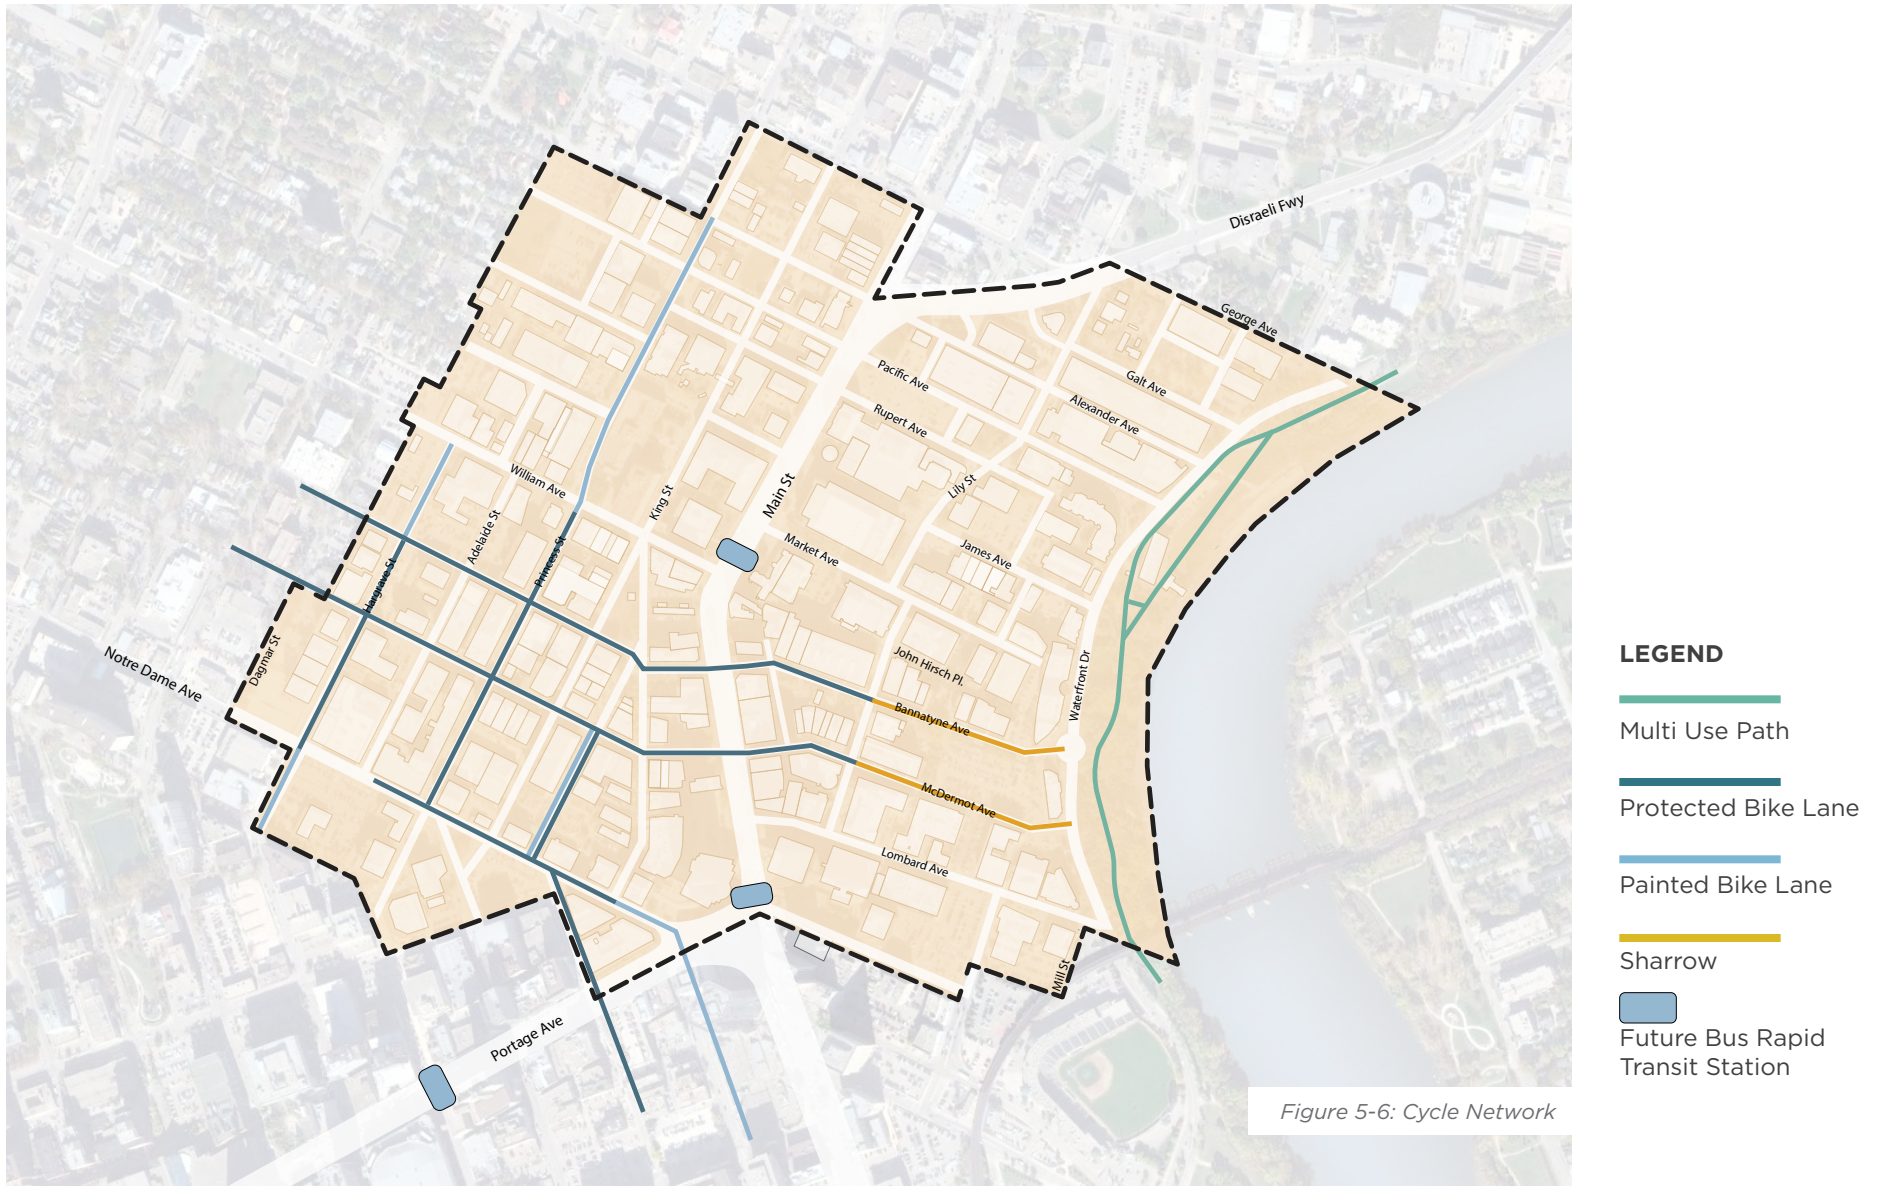 Disraeli Fwy
George Ave
Pacific Ave
Galt Ave
Alexander Ave
Rupert Ave
William Ave
King St
Main St
Lily St
Adelaide St
Princess St
Market Ave
James Ave
Hargrave St
Dagmar St
Notre Dame Ave
John Hirsch Pl.
Waterfront Dr
Bannatyne Ave
McDermot Ave
Lombard Ave
Mill St
Portage Ave
LEGEND
Multi Use Path
Protected Bike Lane
Painted Bike Lane
Sharrow
Future Bus Rapid
Transit Station
Figure 5-6: Cycle Network